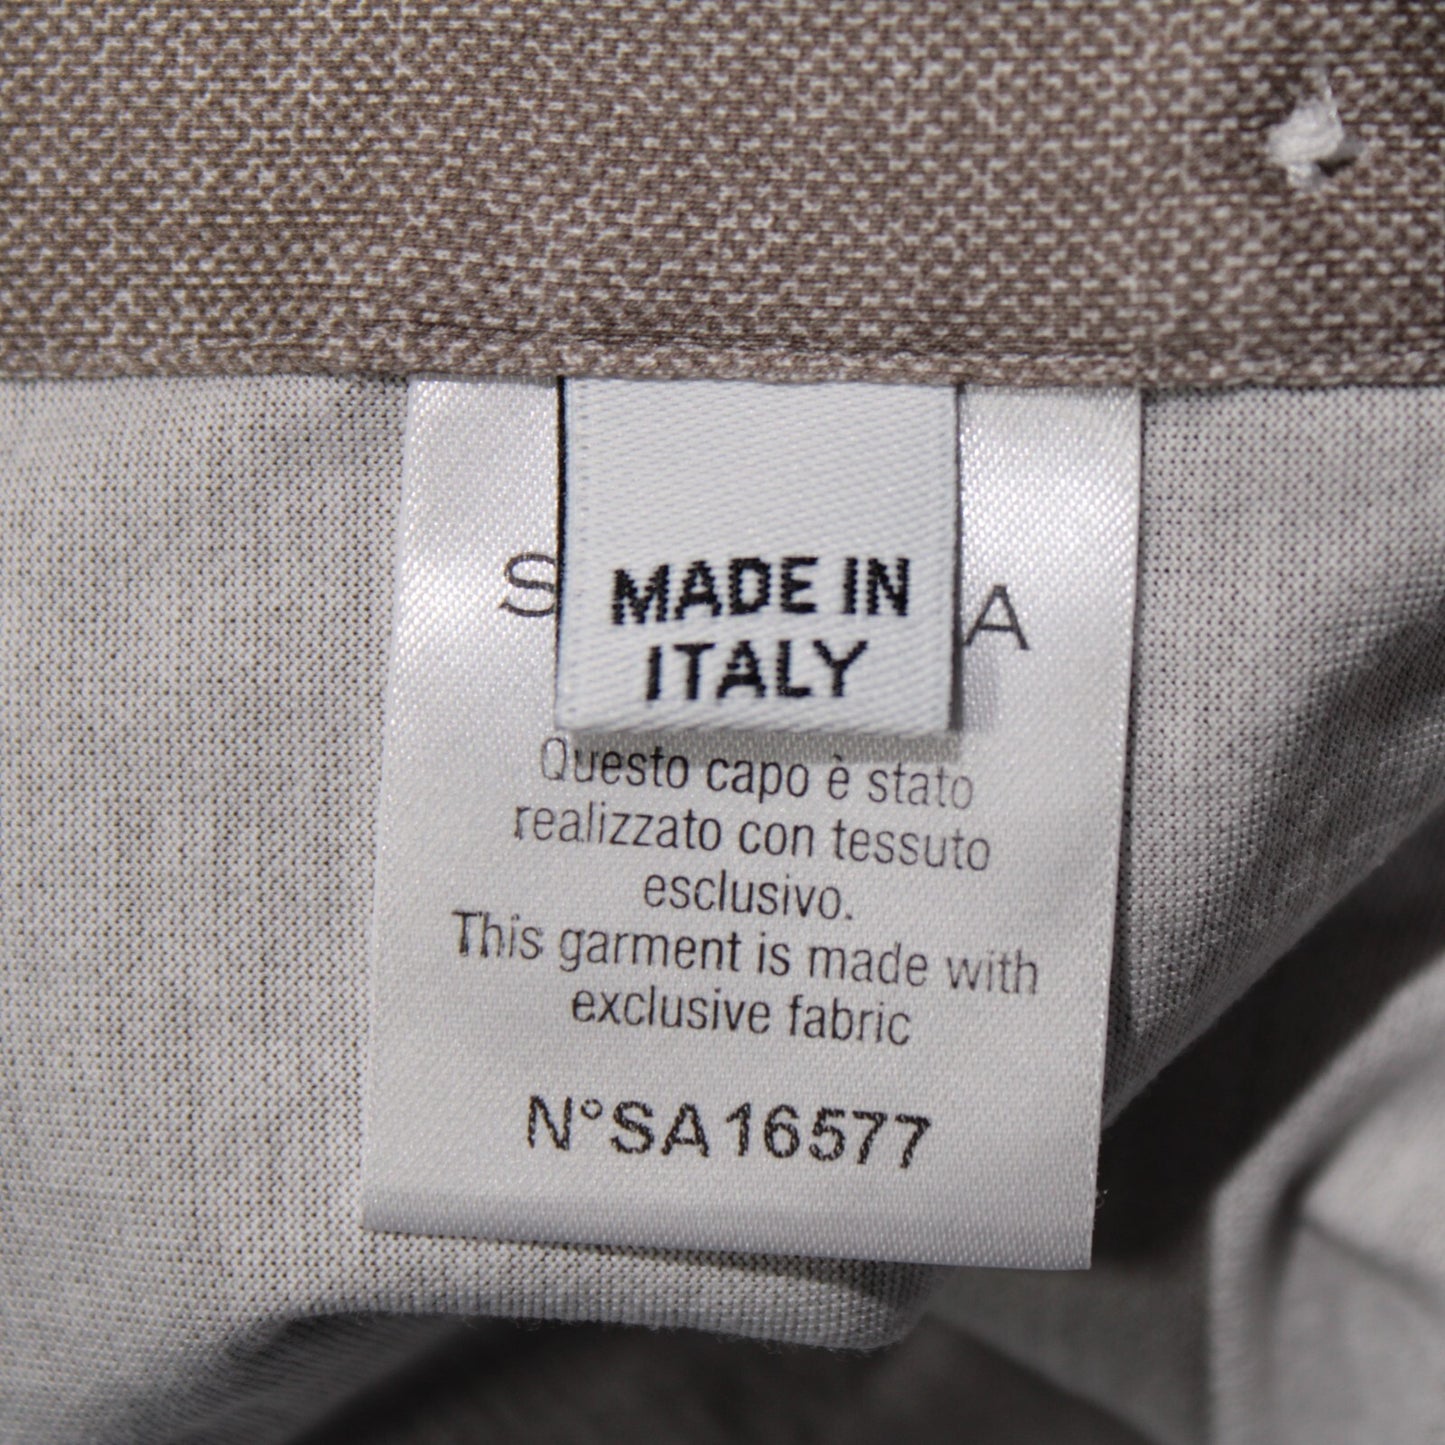 MADE IN
ITALY
Questo capo è stato
realizzato con tessuto
esclusivo.
This garment is made with
exclusive fabric
N°SA16577